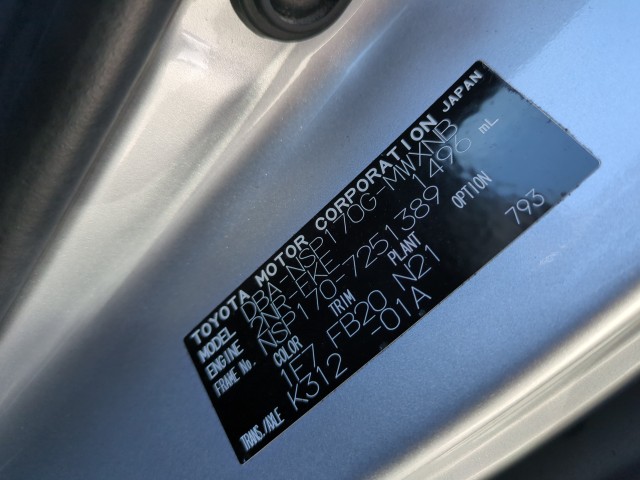 TOYOTA MOTOR CORPORATION JAPAN
MODEL DBA-NSP170G-MWXNB
ENGINE 2NR-FKE 1496 mL
FRAME No. NSP170-7251389
COLOR TRIM PLANT OPTION
1F7 FB20 N21 793
TRANS./AXLE K312 -01A